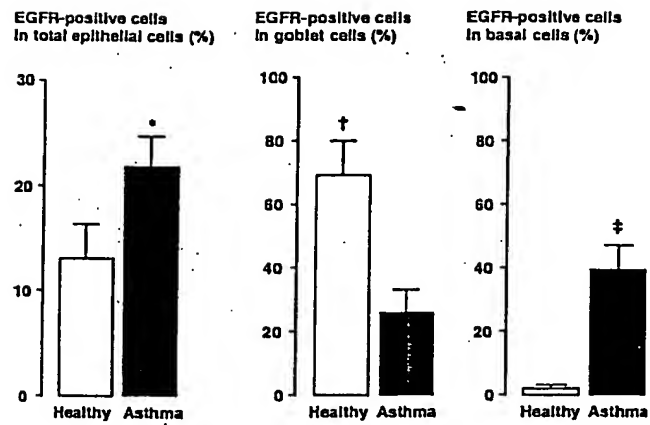 EGFR-positive cells
in total epithelial cells (%)
30
20
10
0
*
Healthy Asthma
EGFR-positive cells
in goblet cells (%)
100
80
60
40
20
0
†
Healthy Asthma
EGFR-positive cells
in basal cells (%)
100
80
60
40
20
0
‡
Healthy Asthma